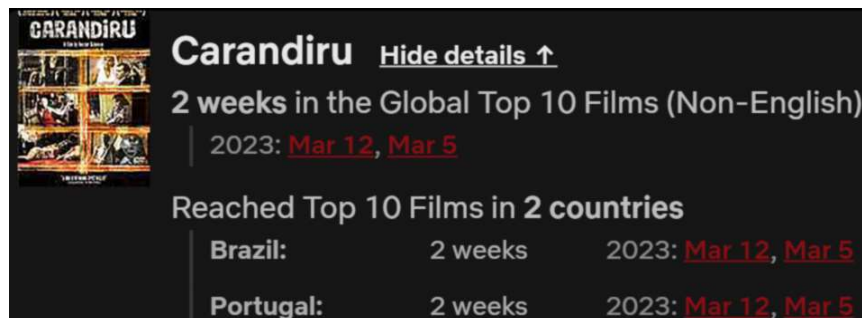 CARANDIRU
Carandiru Hide details ↑
2 weeks in the Global Top 10 Films (Non-English)
2023: Mar 12, Mar 5
Reached Top 10 Films in 2 countries
Brazil: 2 weeks 2023: Mar 12, Mar 5
Portugal: 2 weeks 2023: Mar 12, Mar 5